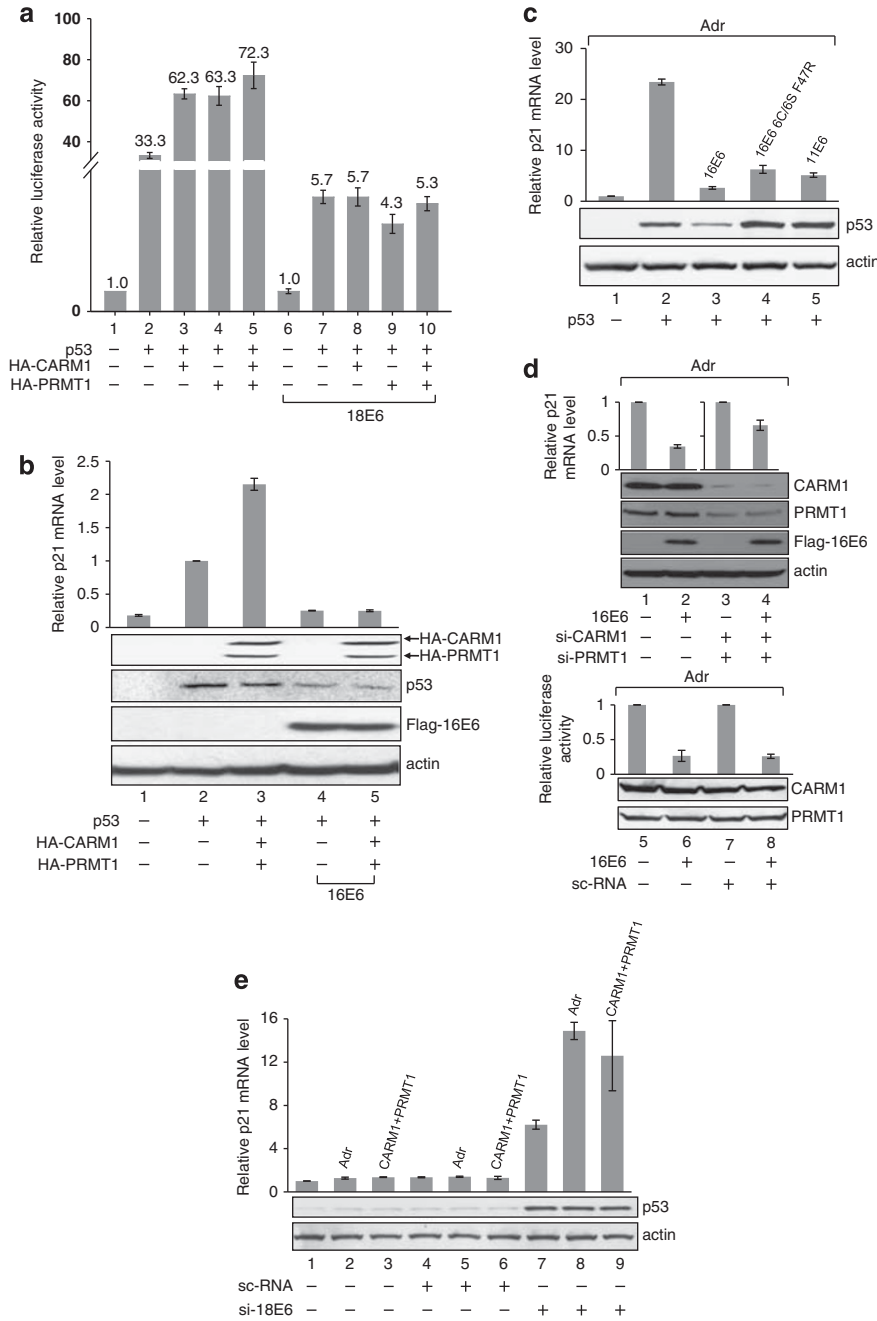 a
Relative luciferase activity
100
80
60
40
0
1.0
33.3
62.3
63.3
72.3
1.0
5.7
5.7
4.3
5.3
1 2 3 4 5 6 7 8 9 10
p53 – + + + + – + + + +
HA-CARM1 – – + – + – – + – +
HA-PRMT1 – – – + + – – – + +
18E6
b
Relative p21 mRNA level
2.5
2
1.5
1
0.5
0
HA-CARM1
HA-PRMT1
p53
Flag-16E6
actin
1 2 3 4 5
p53 – + + + +
HA-CARM1 – – + – +
HA-PRMT1 – – + – +
16E6
c
Adr
Relative p21 mRNA level
30
20
10
0
16E6
16E6 6C/6S F47R
11E6
p53
actin
1 2 3 4 5
p53 – + + + +
d
Adr
Relative p21
mRNA level
1
0.5
0
CARM1
PRMT1
Flag-16E6
actin
1 2 3 4
16E6 – + – +
si-CARM1 – – + +
si-PRMT1 – – + +
Adr
Relative luciferase
activity
1
0.5
0
CARM1
PRMT1
5 6 7 8
16E6 – + – +
sc-RNA – – + +
e
Relative p21 mRNA level
16
12
8
4
0
Adr
CARM1+PRMT1
Adr
CARM1+PRMT1
Adr
CARM1+PRMT1
p53
actin
1 2 3 4 5 6 7 8 9
sc-RNA – – – + + + – – –
si-18E6 – – – – – – + + +